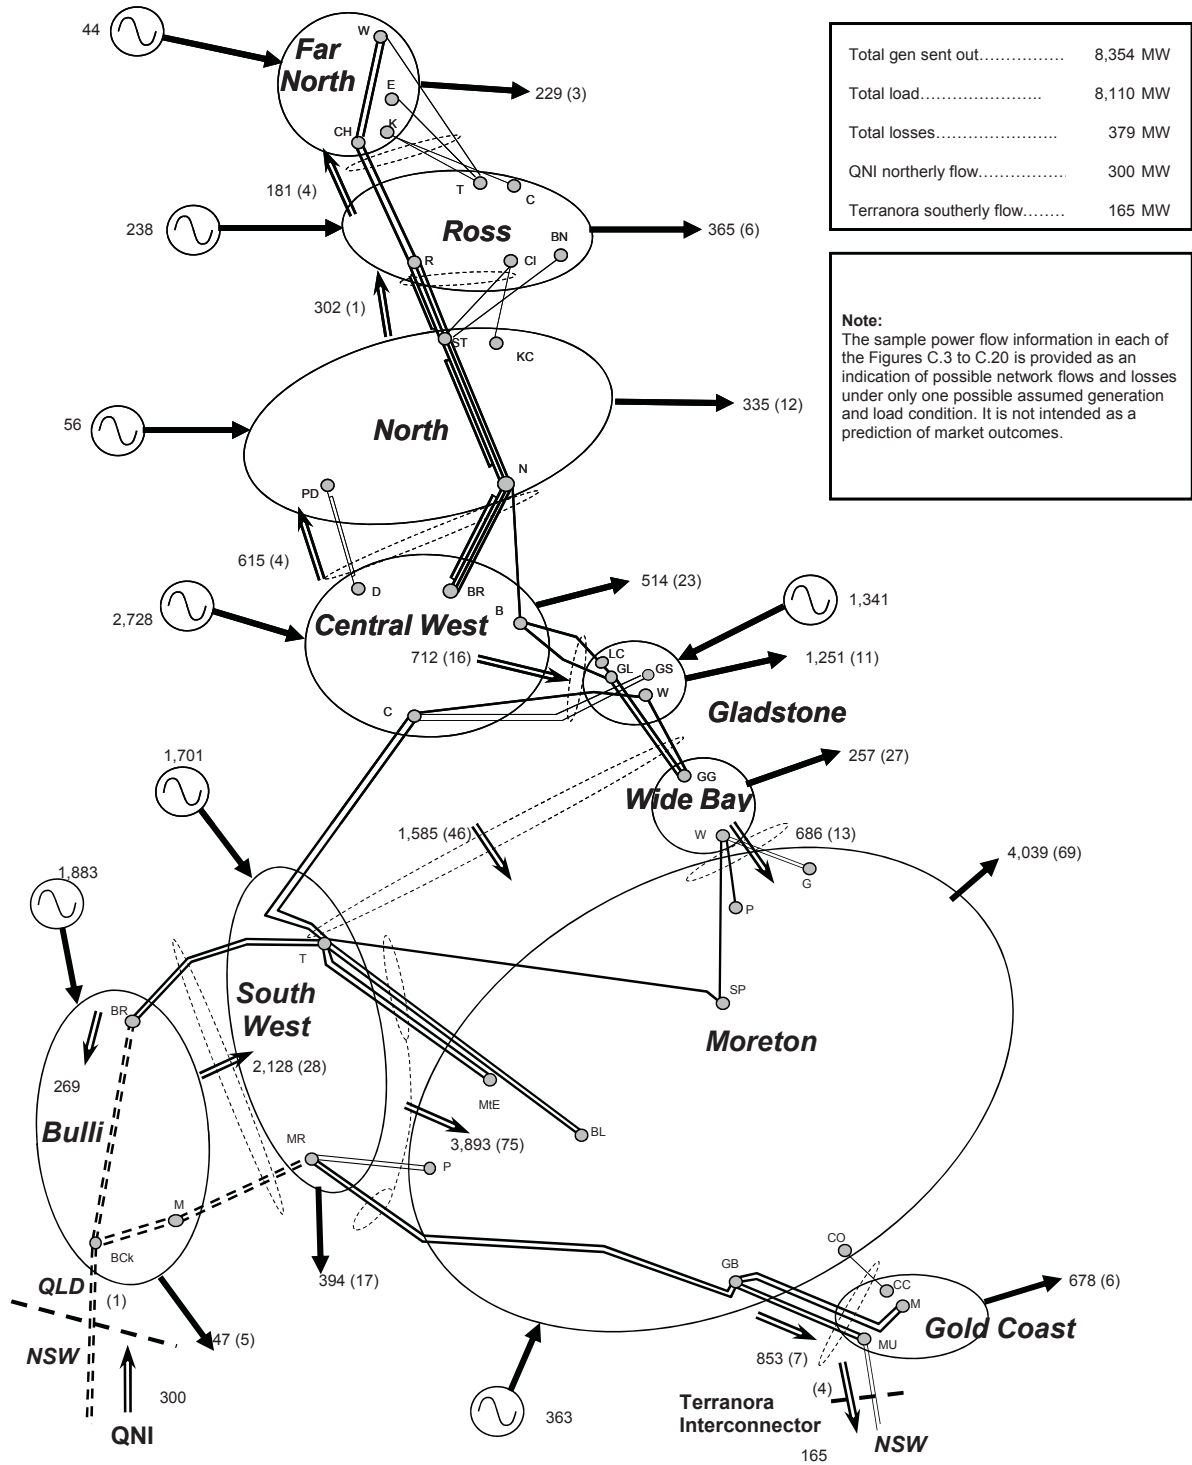 44
W
Far
North
E
K
CH
229 (3)
181 (4)
T
C
238
Ross
BN
365 (6)
R
CI
302 (1)
ST
KC
335 (12)
56
North
N
PD
615 (4)
514 (23)
D
BR
2,728
Central West
B
1,341
712 (16)
LC
GL
GS
1,251 (11)
W
C
Gladstone
1,701
257 (27)
GG
Wide Bay
1,585 (46)
W
686 (13)
4,039 (69)
1,883
G
P
T
SP
South
West
BR
Moreton
2,128 (28)
269
MtE
Bulli
3,893 (75)
BL
MR
P
M
BCk
CO
QLD
(1)
394 (17)
GB
CC
678 (6)
M
Gold Coast
47 (5)
MU
NSW
853 (7)
300
(4)
Terranora
Interconnector
QNI
363
NSW
165
Total gen sent out................ 8,354 MW
Total load...................... 8,110 MW
Total losses...................... 379 MW
QNI northerly flow................. 300 MW
Terranora southerly flow....... 165 MW
Note:
The sample power flow information in each of
the Figures C.3 to C.20 is provided as an
indication of possible network flows and losses
under only one possible assumed generation
and load condition. It is not intended as a
prediction of market outcomes.